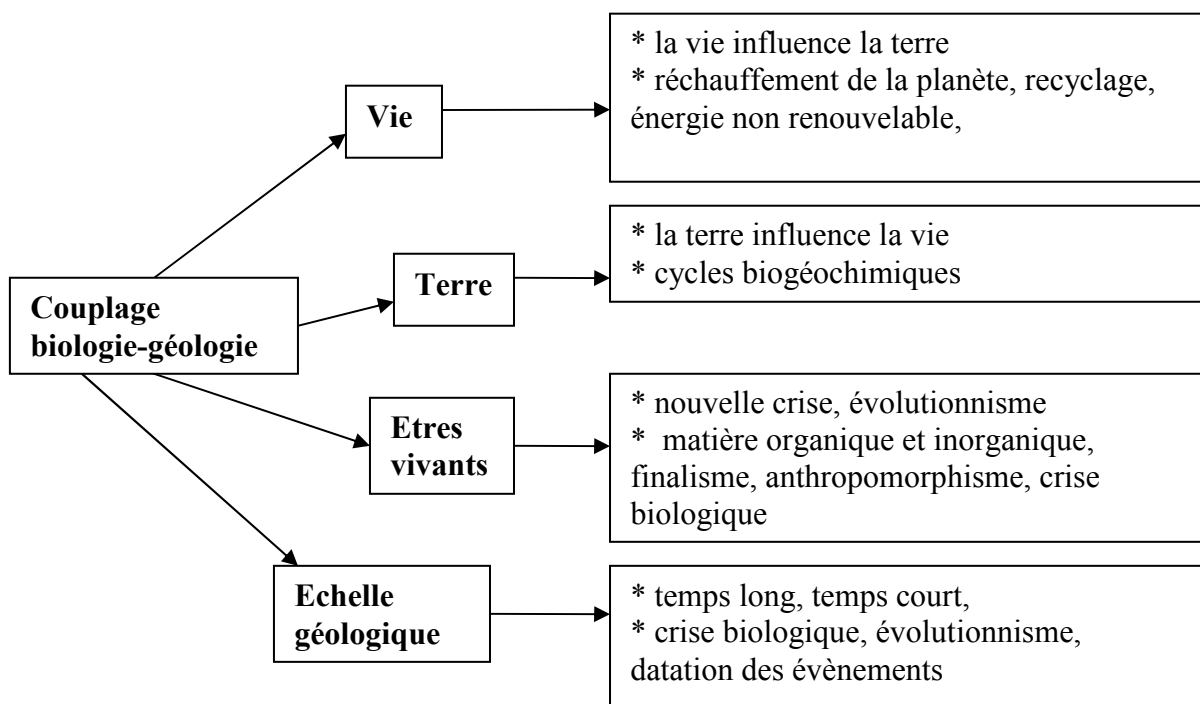 * la vie influence la terre
* réchauffement de la planète, recyclage,
énergie non renouvelable,
Vie
* la terre influence la vie
* cycles biogéochimiques
Terre
Couplage
biologie-géologie
* nouvelle crise, évolutionnisme
* matière organique et inorganique,
finalisme, anthropomorphisme, crise
biologique
Etres
vivants
Echelle
géologique
* temps long, temps court,
* crise biologique, évolutionnisme,
datation des évènements